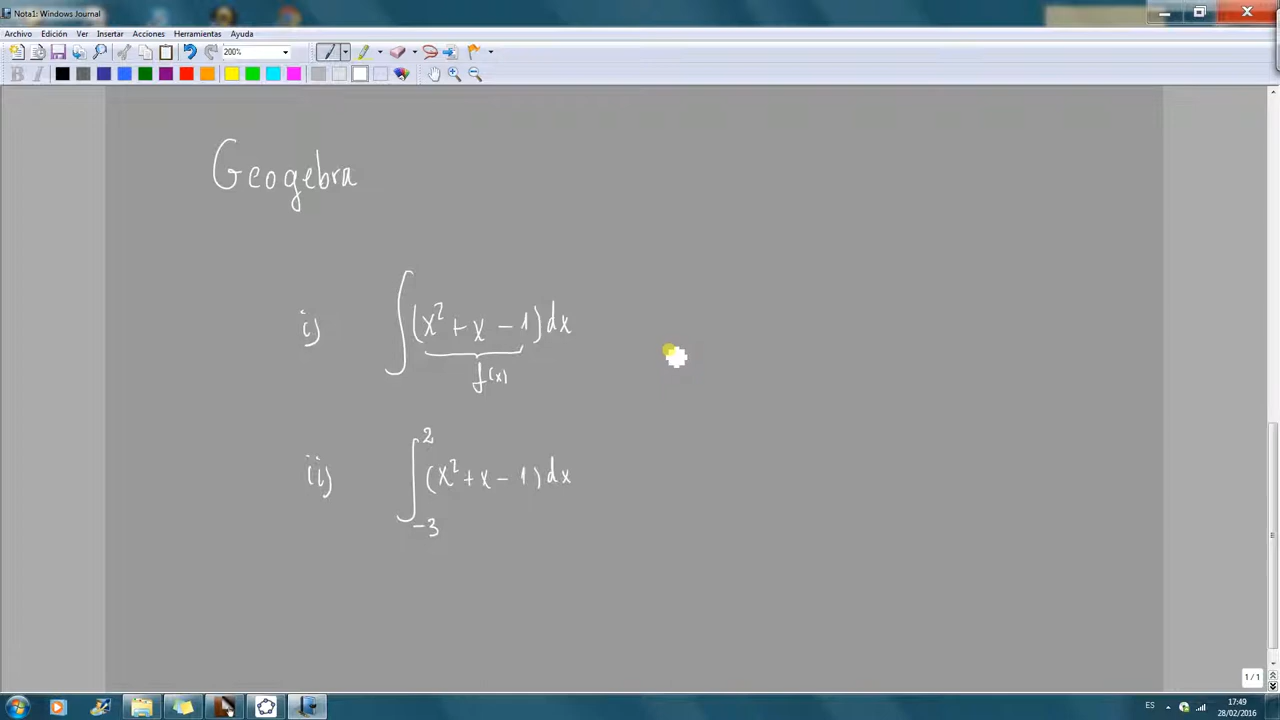 Nota1: Windows Journal
Archivo Edición Ver Insertar Acciones Herramientas Ayuda
200%
B I
Geogebra
i) ∫(x² + x - 1)dx
f(x)
ii) ∫₋₃² (x² + x - 1)dx
1/1
ES 17:49
28/02/2016